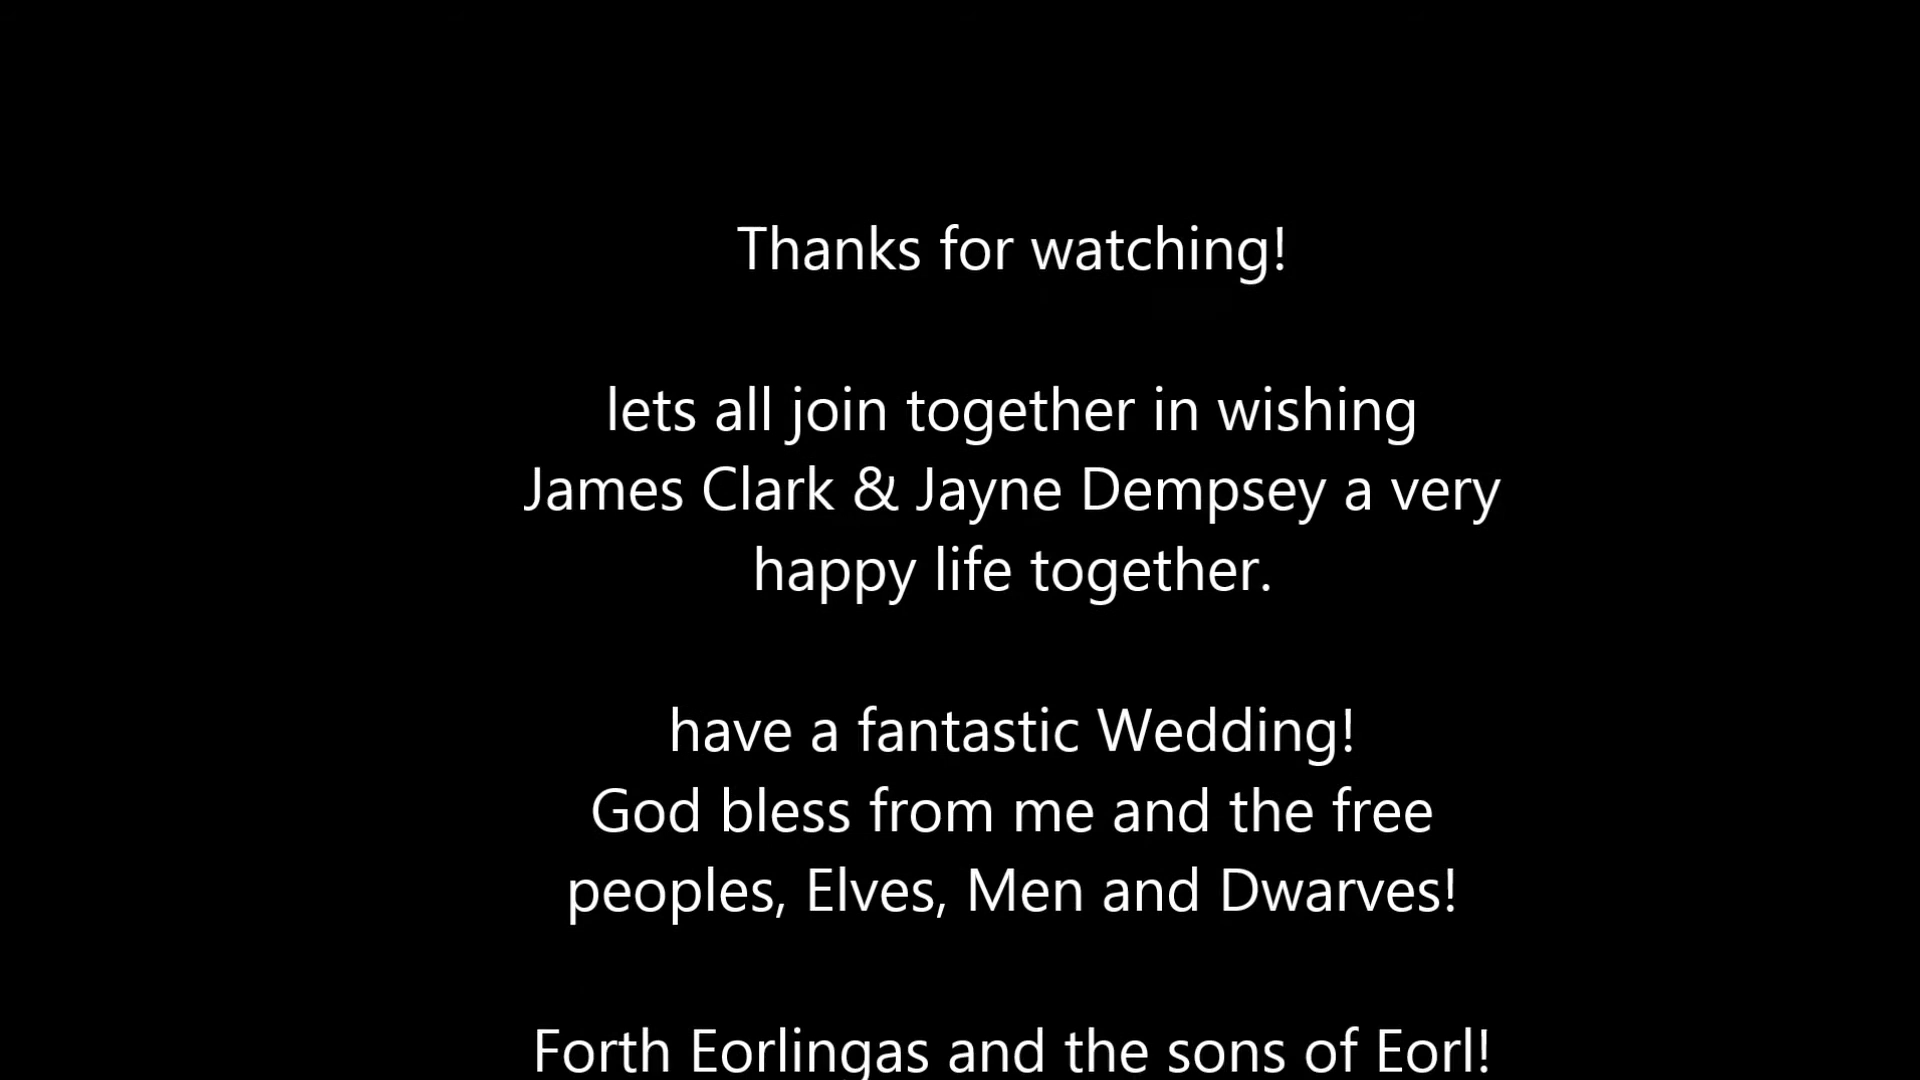 Thanks for watching!
lets all join together in wishing
James Clark & Jayne Dempsey a very
happy life together.
have a fantastic Wedding!
God bless from me and the free
peoples, Elves, Men and Dwarves!
Forth Eorlingas and the sons of Eorl!